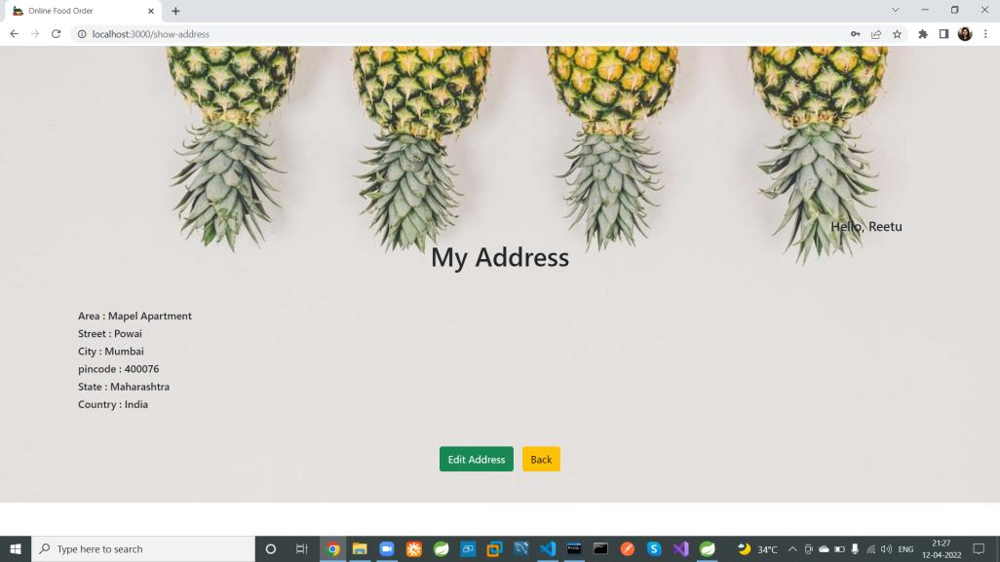 Online Food Order
localhost:3000/show-address
Hello, Reetu
My Address
Area : Mapel Apartment
Street : Powai
City : Mumbai
pincode : 400076
State : Maharashtra
Country : India
Edit Address
Back
Type here to search
34°C
ENG
21:27
12-04-2022